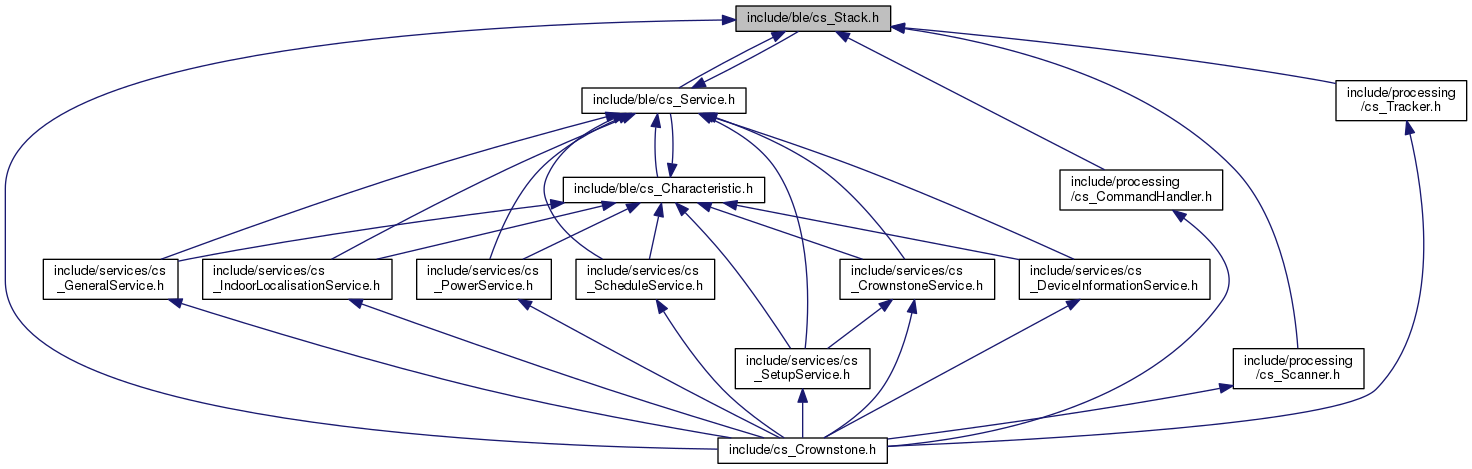 include/ble/cs_Stack.h
include/processing
/cs_Tracker.h
include/ble/cs_Service.h
include/ble/cs_Characteristic.h
include/processing
/cs_CommandHandler.h
include/services/cs
_GeneralService.h
include/services/cs
_IndoorLocalisationService.h
include/services/cs
_PowerService.h
include/services/cs
_ScheduleService.h
include/services/cs
_CrownstoneService.h
include/services/cs
_DeviceInformationService.h
include/services/cs
_SetupService.h
include/processing
/cs_Scanner.h
include/cs_Crownstone.h